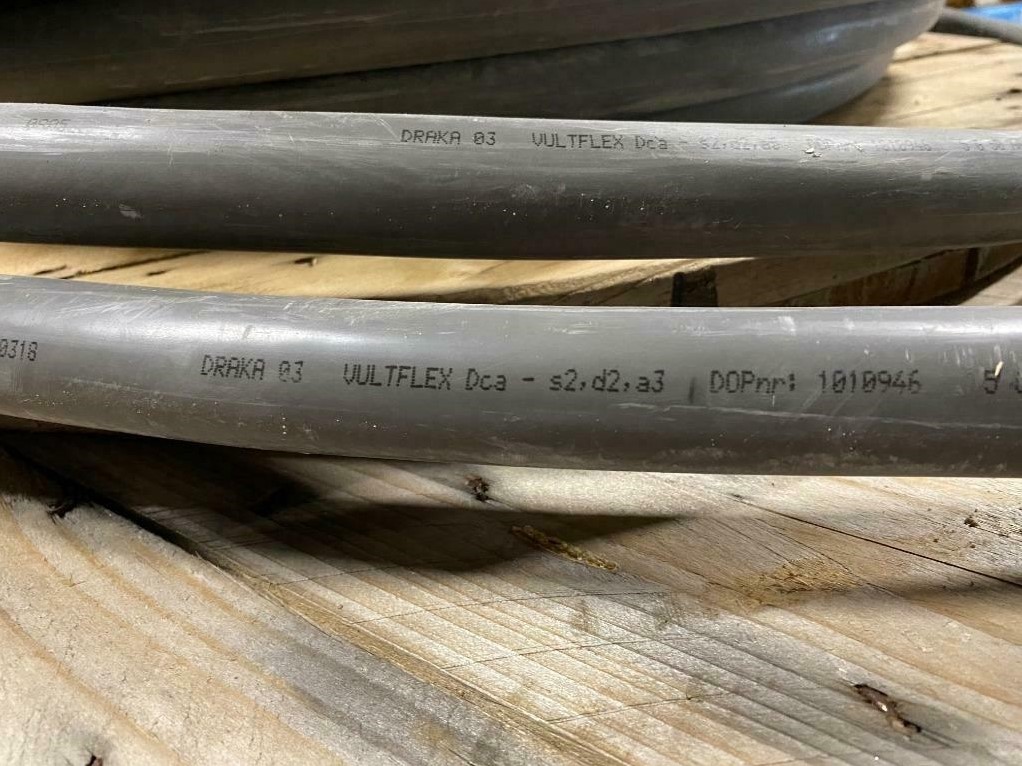 DRAKA 03 VULTFLEX Dca - s2,d2,a3
0318 DRAKA 03 VULTFLEX Dca - s2,d2,a3 DOPnr: 1010946 5